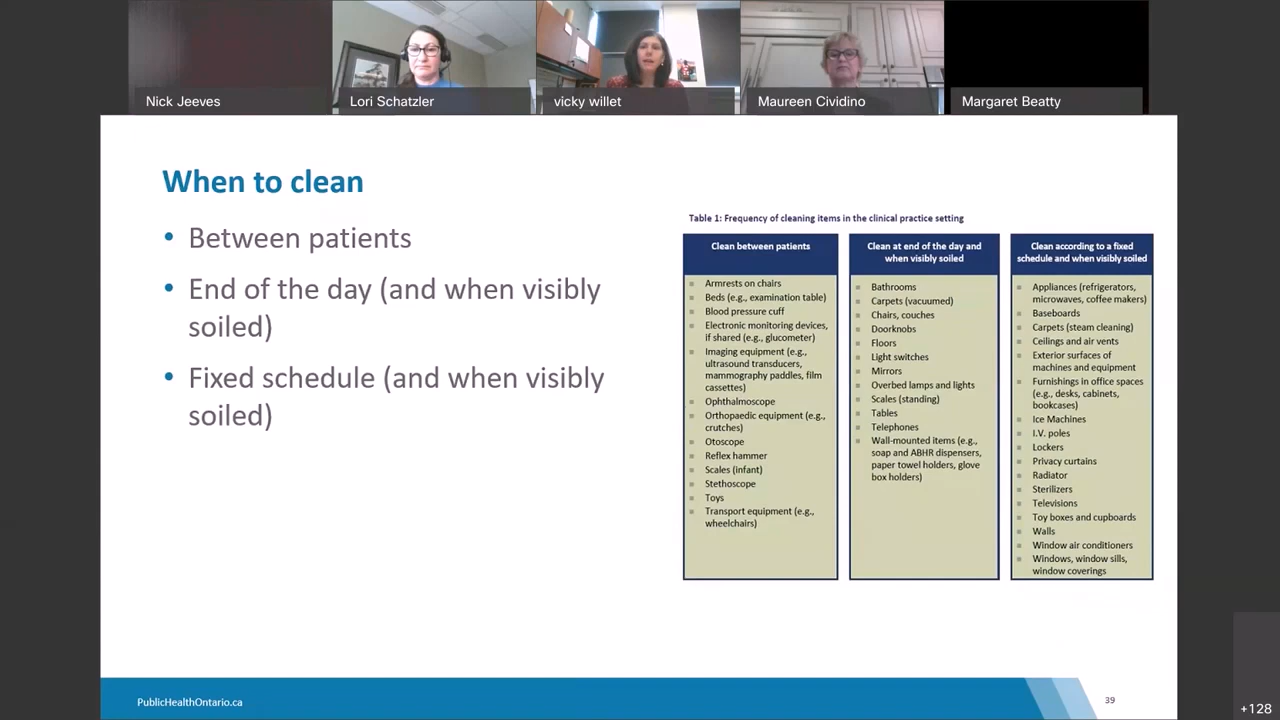 Nick Jeeves
Lori Schatzler
vicky willet
Maureen Cividino
Margaret Beatty
When to clean
• Between patients
• End of the day (and when visibly
soiled)
• Fixed schedule (and when visibly
soiled)
Table 1: Frequency of cleaning items in the clinical practice setting
Clean between patients
Armrests on chairs
Beds (e.g., examination table)
Blood pressure cuff
Electronic monitoring devices,
if shared (e.g., glucometer)
Imaging equipment (e.g.,
ultrasound transducers,
mammography paddles, film
cassettes)
Ophthalmoscope
Orthopaedic equipment (e.g.,
crutches)
Otoscope
Reflex hammer
Scales (infant)
Stethoscope
Toys
Transport equipment (e.g.,
wheelchairs)
Clean at end of the day and
when visibly soiled
Bathrooms
Carpets (vacuumed)
Chairs, couches
Doorknobs
Floors
Light switches
Mirrors
Overbed lamps and lights
Scales (standing)
Tables
Telephones
Wall-mounted items (e.g.,
soap and ABHR dispensers,
paper towel holders, glove
box holders)
Clean according to a fixed
schedule and when visibly soiled
Appliances (refrigerators,
microwaves, coffee makers)
Baseboards
Carpets (steam cleaning)
Ceilings and air vents
Exterior surfaces of
machines and equipment
Furnishings in office spaces
(e.g., desks, cabinets,
bookcases)
Ice Machines
I.V. poles
Lockers
Privacy curtains
Radiator
Sterilizers
Televisions
Toy boxes and cupboards
Walls
Window air conditioners
Windows, window sills,
window coverings
PublicHealthOntario.ca
39
+128